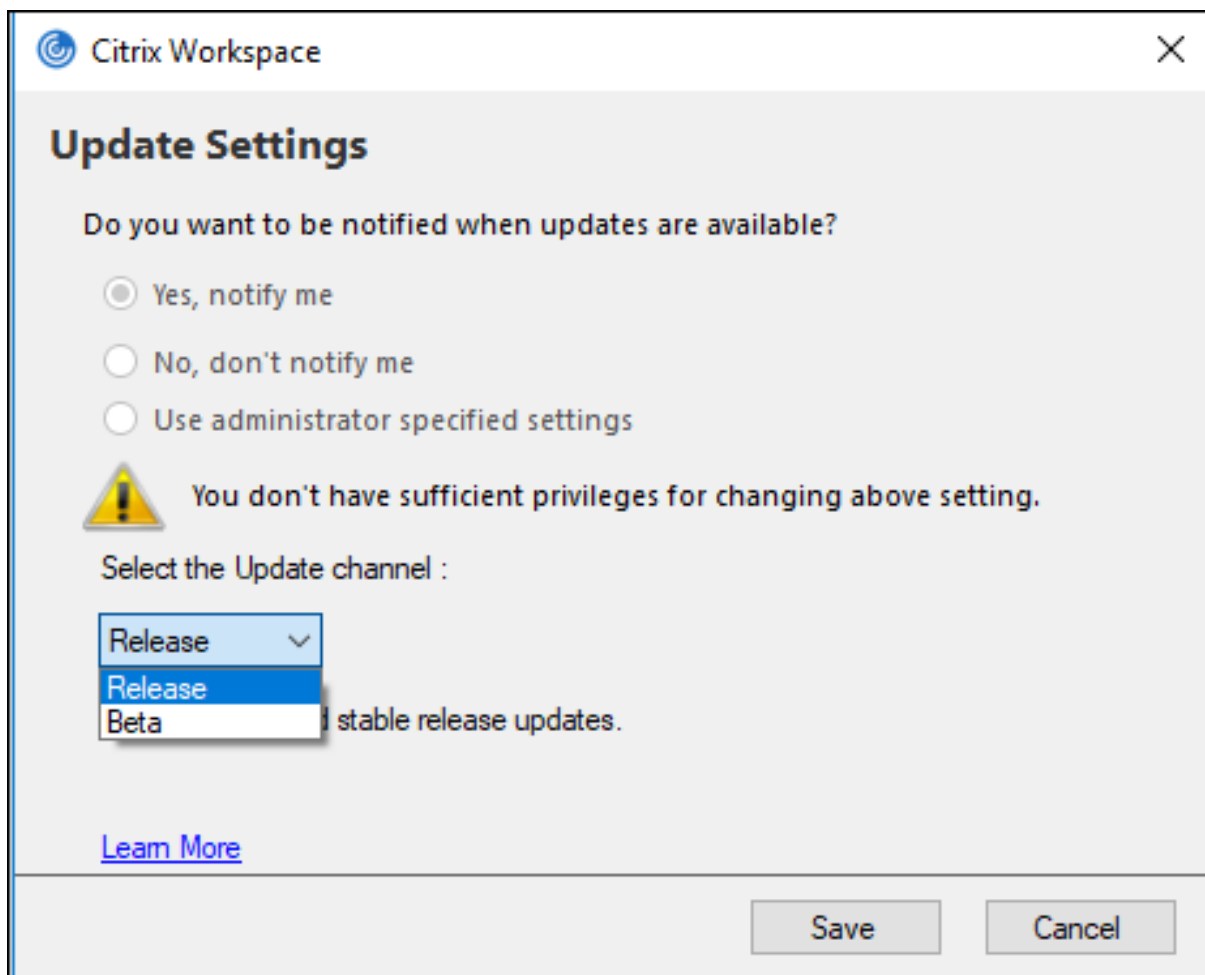 Citrix Workspace
Update Settings
Do you want to be notified when updates are available?
Yes, notify me
No, don't notify me
Use administrator specified settings
You don't have sufficient privileges for changing above setting.
Select the Update channel :
Release
Release
Beta
stable release updates.
Learn More
Save
Cancel